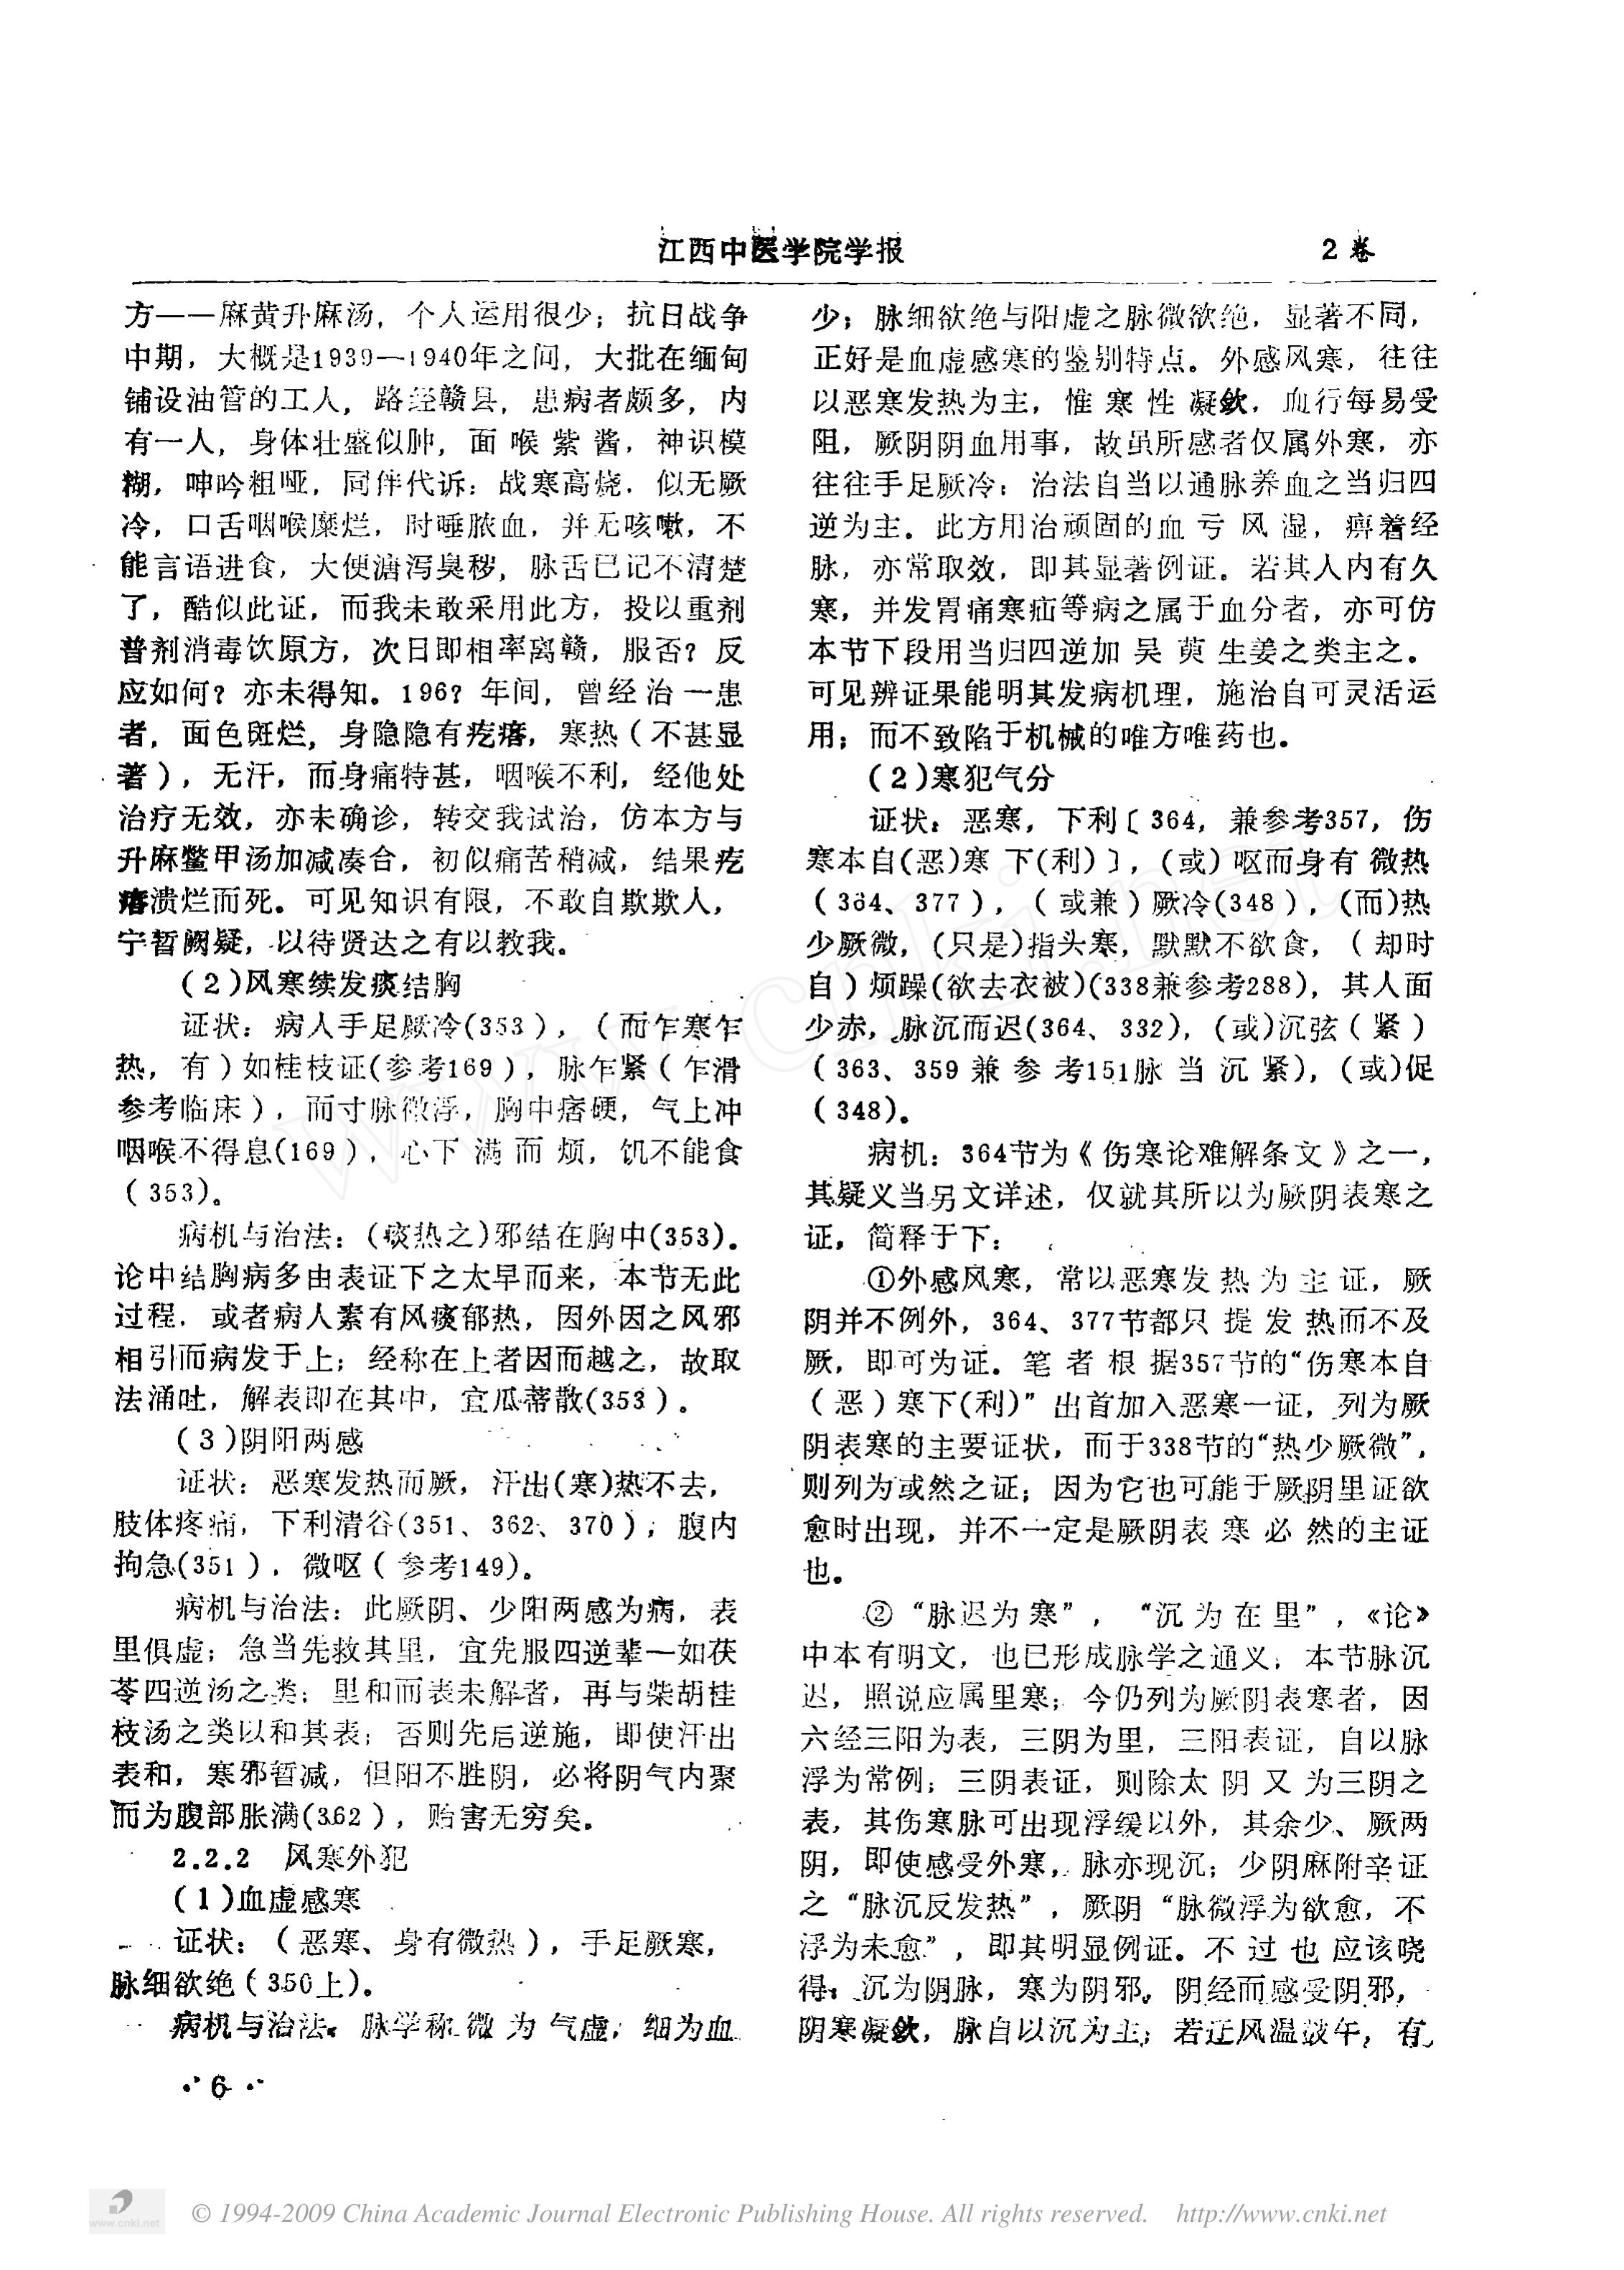 江西中医学院学报
2卷
方——麻黄升麻汤，个人运用很少；抗日战争
中期，大概是1939—1940年之间，大批在缅甸
铺设油管的工人，路经赣县，患病者颇多，内
有一人，身体壮盛似肿，面喉紫酱，神识模
糊，呻吟粗哑，同伴代诉：战寒高烧．似无厥
冷，口舌咽喉糜烂，时唾脓血，并无咳嗽，不
能言语进食，大便溏泻臭秽，脉舌已记不清楚
了，酷似此证，而我未敢采用此方，投以重剂
普剂消毒饮原方，次日即相率离赣，服否？反
应如何？亦未得知。196？年间，曾经治一患
者，面色斑烂，身隐隐有疙瘩，寒热（不甚显
著），无汗，而身痛特甚，咽喉不利，经他处
治疗无效，亦未确诊，转交我试治，仿本方与
升麻鳖甲汤加减凑合，初似痛苦稍减，结果疙
瘩溃烂而死。可见知识有限，不敢自欺欺人，
宁暂阙疑，以待贤达之有以教我。
（2）风寒续发痰结胸
证状：病人手足厥冷(353)，（而乍寒乍
热，有）如桂枝证(参考169)，脉乍紧（乍滑
参考临床），而寸脉微浮，胸中痞硬，气上冲
咽喉不得息(169)，心下满而烦，饥不能食
（353）。
病机与治法：(痰热之)邪结在胸中(353)。
论中结胸病多由表证下之太早而来，本节无此
过程．或者病人素有风痰郁热，因外因之风邪
相引而病发于上；经称在上者因而越之，故取
法涌吐，解表即在其中，宜瓜蒂散(353)。
（3）阴阳两感
证状：恶寒发热而厥，汗出(寒)热不去，
肢体疼痛，下利清谷(351、362、370)；腹内
拘急(351)．微呕（参考149）。
病机与治法：此厥阴、少阳两感为病，表
里俱虚；急当先救其里，宜先服四逆辈—如茯
苓四逆汤之类；里和而表未解者，再与柴胡桂
枝汤之类以和其表；否则先后逆施，即使汗出
表和，寒邪暂减，但阳不胜阴，必将阴气内聚
而为腹部胀满(362)，贻害无穷矣．
2.2.2 风寒外犯
（1）血虚感寒
证状：（恶寒、身有微热），手足厥寒，
脉细欲绝（350上）。
病机与治法：脉学称微为气虚，细为血
少；脉细欲绝与阳虚之脉微欲绝，显著不同，
正好是血虚感寒的鉴别特点。外感风寒，往往
以恶寒发热为主，惟寒性凝敛，血行每易受
阻，厥阴阴血用事，故虽所感者仅属外寒，亦
往往手足厥冷；治法自当以通脉养血之当归四
逆为主．此方用治顽固的血亏风湿，痹着经
脉，亦常取效，即其显著例证。若其人内有久
寒，并发胃痛寒疝等病之属于血分者，亦可仿
本节下段用当归四逆加吴萸生姜之类主之。
可见辨证果能明其发病机理，施治自可灵活运
用；而不致陷于机械的唯方唯药也。
（2）寒犯气分
证状：恶寒，下利〔364，兼参考357，伤
寒本自(恶)寒下(利)〕，(或)呕而身有微热
（364、377），（或兼）厥冷(348)，(而)热
少厥微，(只是)指头寒，默默不欲食，（却时
自）烦躁(欲去衣被)(338兼参考288)，其人面
少赤，脉沉而迟(364、332)，(或)沉弦（紧）
（363、359兼参考151脉当沉紧），(或)促
（348）。
病机：364节为《伤寒论难解条文》之一，
其疑义当另文详述，仅就其所以为厥阴表寒之
证，简释于下：
①外感风寒，常以恶寒发热为主证，厥
阴并不例外，364、377节都只提发热而不及
厥，即可为证．笔者根据357节的“伤寒本自
（恶）寒下(利)”出首加入恶寒一证，列为厥
阴表寒的主要证状，而于338节的“热少厥微”，
则列为或然之证；因为它也可能于厥阴里证欲
愈时出现，并不一定是厥阴表寒必然的主证
也。
②“脉迟为寒”，“沉为在里”，《论》
中本有明文，也已形成脉学之通义；本节脉沉
迟，照说应属里寒；今仍列为厥阴表寒者，因
六经三阳为表，三阴为里，三阳表证，自以脉
浮为常例；三阴表证，则除太阴又为三阴之
表，其伤寒脉可出现浮缓以外，其余少、厥两
阴，即使感受外寒，脉亦现沉；少阴麻附辛证
之“脉沉反发热”，厥阴“脉微浮为欲愈，不
浮为未愈”，即其明显例证。不过也应该晓
得：沉为阴脉，寒为阴邪。阴经而感受阴邪，
阴寒凝敛，脉自以沉为主；若正风温鼓午，有
·6·
www.cnki.net
© 1994-2009 China Academic Journal Electronic Publishing House. All rights reserved. http://www.cnki.net